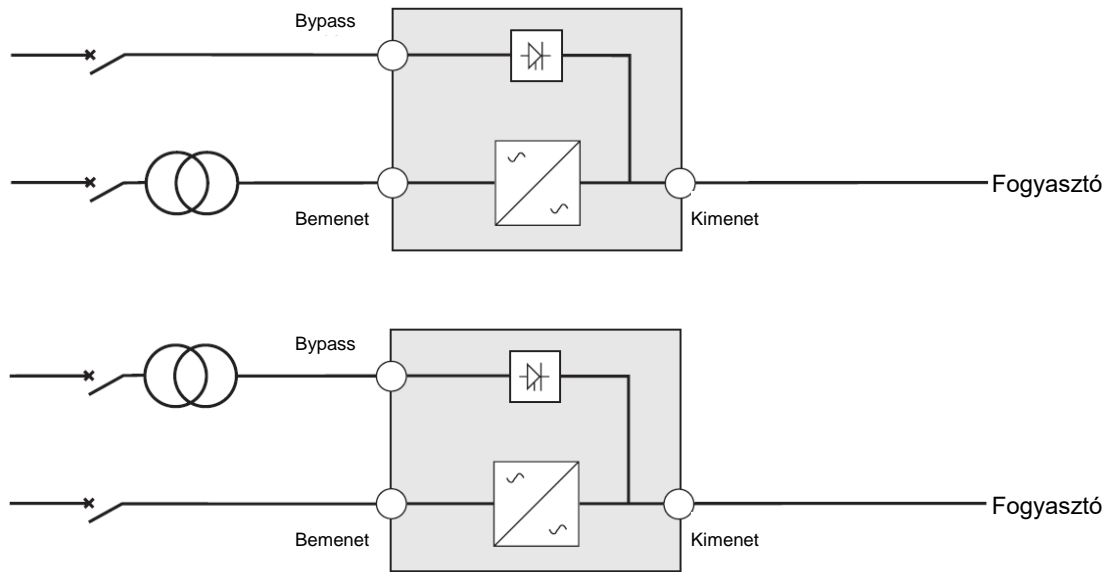 Bypass
Bemenet
Kimenet
Fogyasztó
Bypass
Bemenet
Kimenet
Fogyasztó